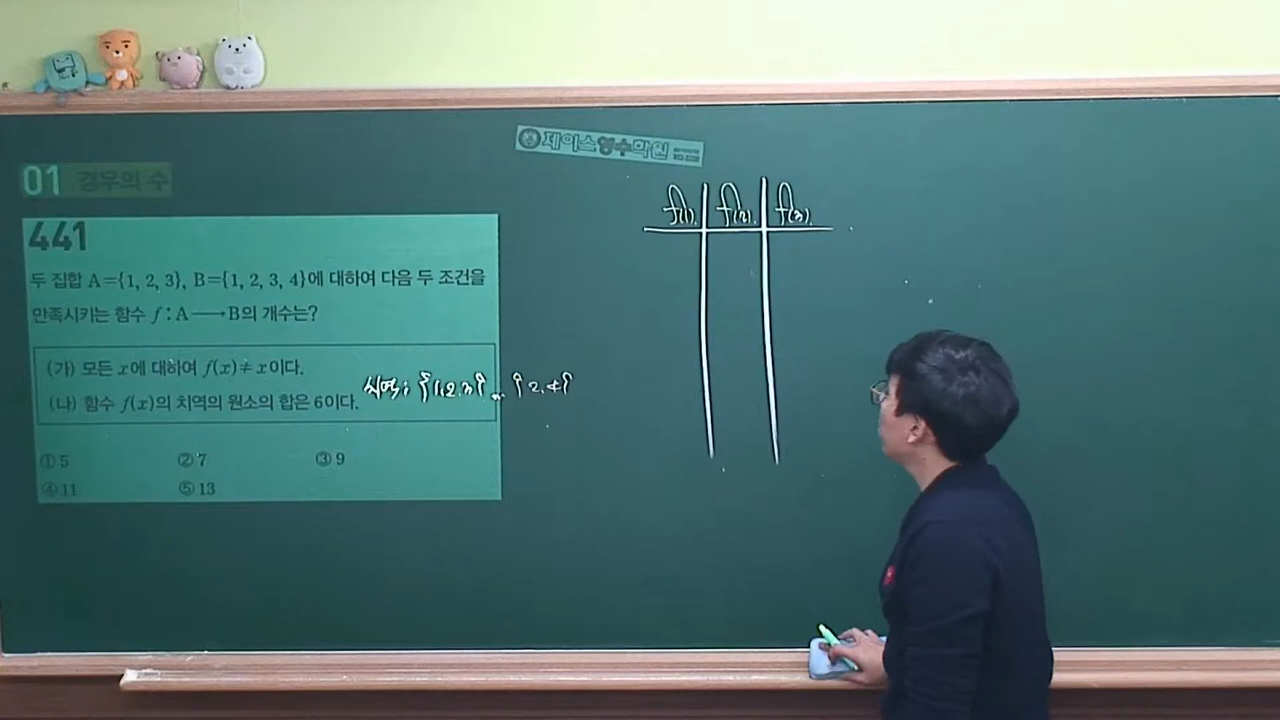 제이스영수학원
01 경우의 수
441
두 집합 A={1, 2, 3}, B={1, 2, 3, 4}에 대하여 다음 두 조건을
만족시키는 함수 f : A ⟶ B의 개수는?
(가) 모든 x에 대하여 f(x)≠x이다.
(나) 함수 f(x)의 치역의 원소의 합은 6이다.
치역: {1,2,3} {2,4}
① 5 ② 7 ③ 9
④ 11 ⑤ 13
f(1). f(2). f(3).